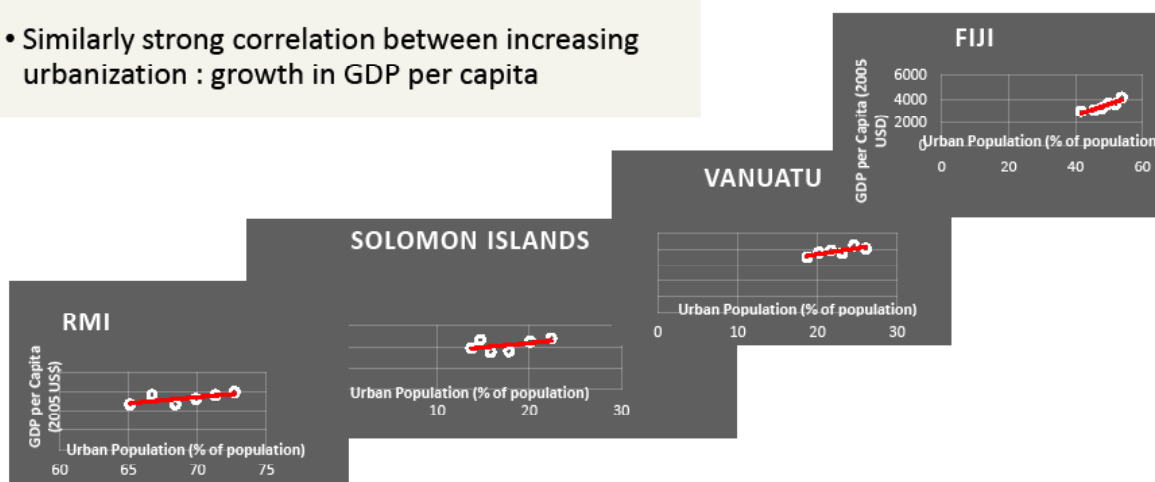 • Similarly strong correlation between increasing
urbanization : growth in GDP per capita
FIJI
GDP per Capita (2005
USD)
6000
4000
2000
0
Urban Population (% of population
0 20 40 60
VANUATU
Urban Population (% of population)
0 10 20 30
SOLOMON ISLANDS
Urban Population (% of population)
10 20 30
RMI
GDP per Capita
(2005 US$)
Urban Population (% of population)
60 65 70 75